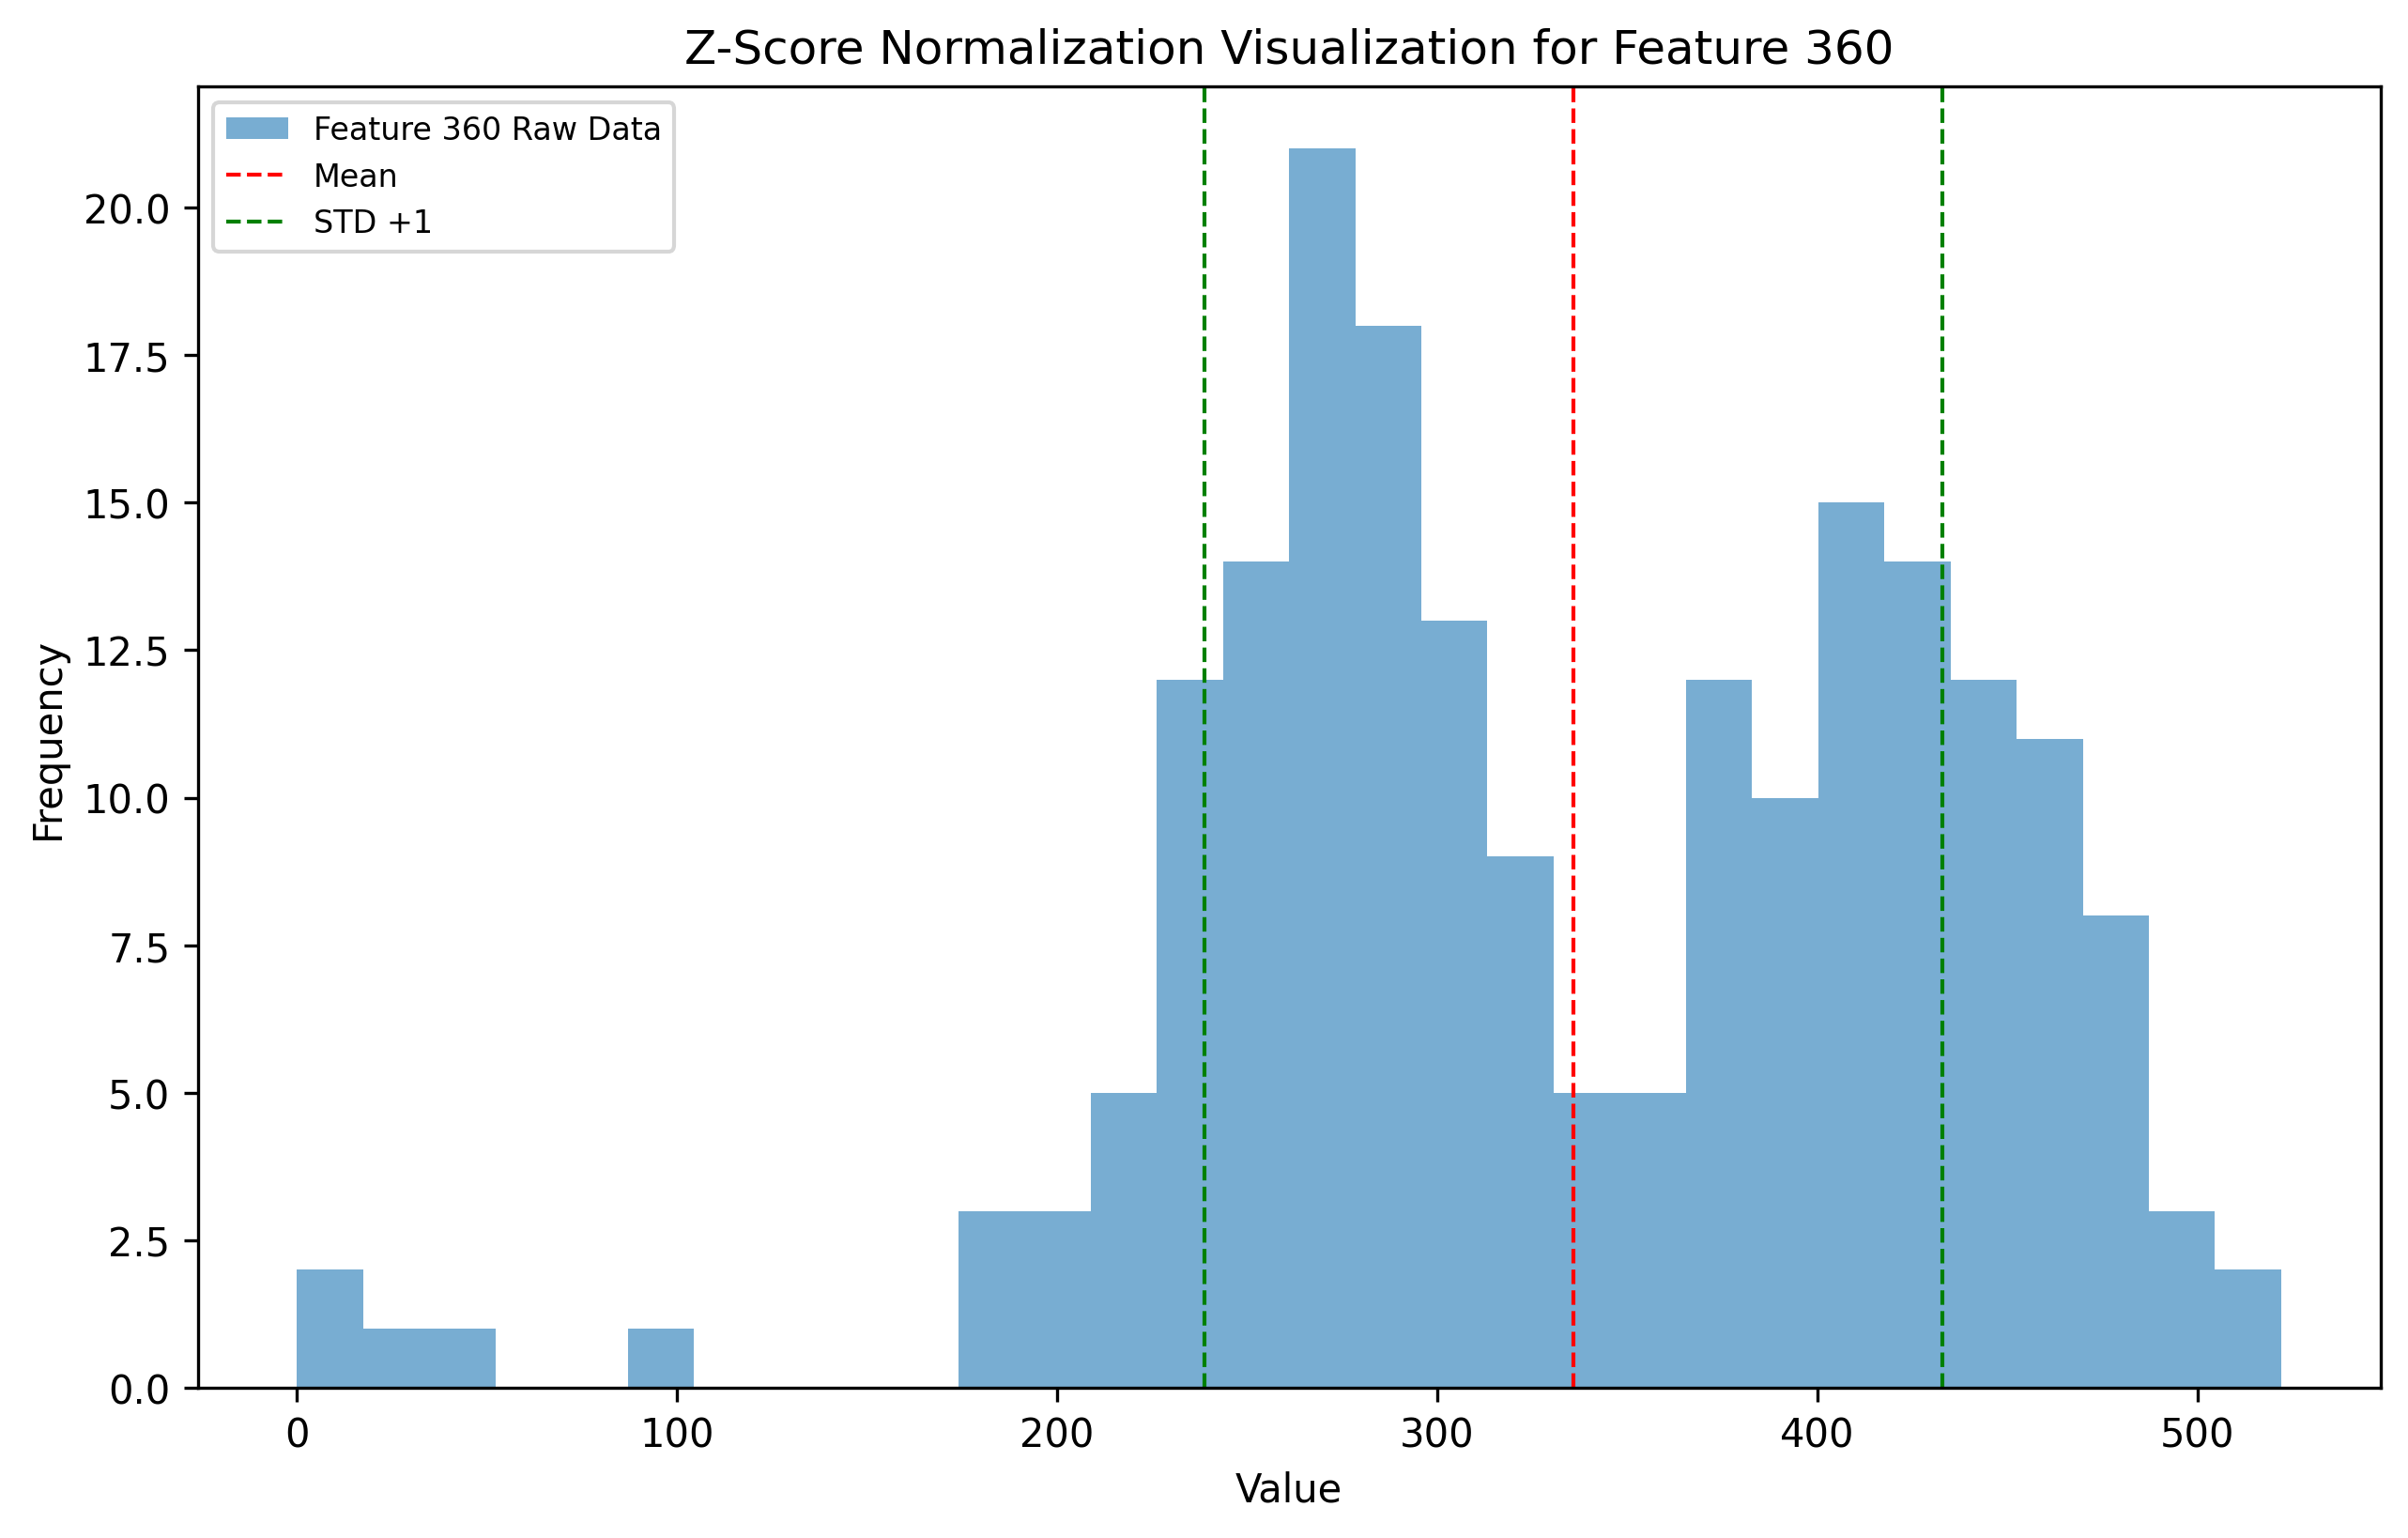 Z-Score Normalization Visualization for Feature 360
Feature 360 Raw Data
Mean
STD +1
Frequency
20.0
17.5
15.0
12.5
10.0
7.5
5.0
2.5
0.0
0 100 200 300 400 500
Value